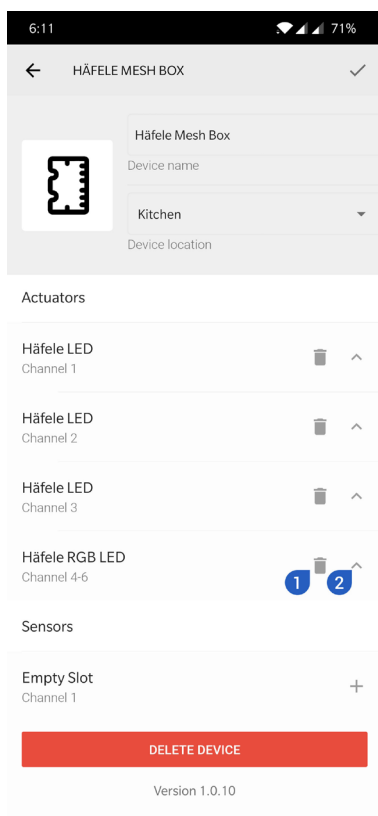 6:11
71%
HÄFELE MESH BOX
Häfele Mesh Box
Device name
Kitchen
Device location
Actuators
Häfele LED
Channel 1
Häfele LED
Channel 2
Häfele LED
Channel 3
Häfele RGB LED
Channel 4-6
1
2
Sensors
Empty Slot
Channel 1
DELETE DEVICE
Version 1.0.10